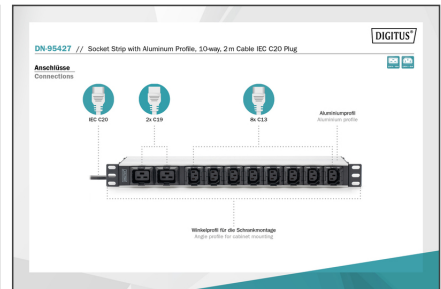 DIGITUS®
DN-95427 // Socket Strip with Aluminum Profile, 10-way, 2 m Cable IEC C20 Plug
Anschlüsse
Connections
IEC C20
2x C19
8x C13
Aluminiumprofil
Aluminum profile
Winkelprofil für die Schrankmontage
Angle profile for cabinet mounting